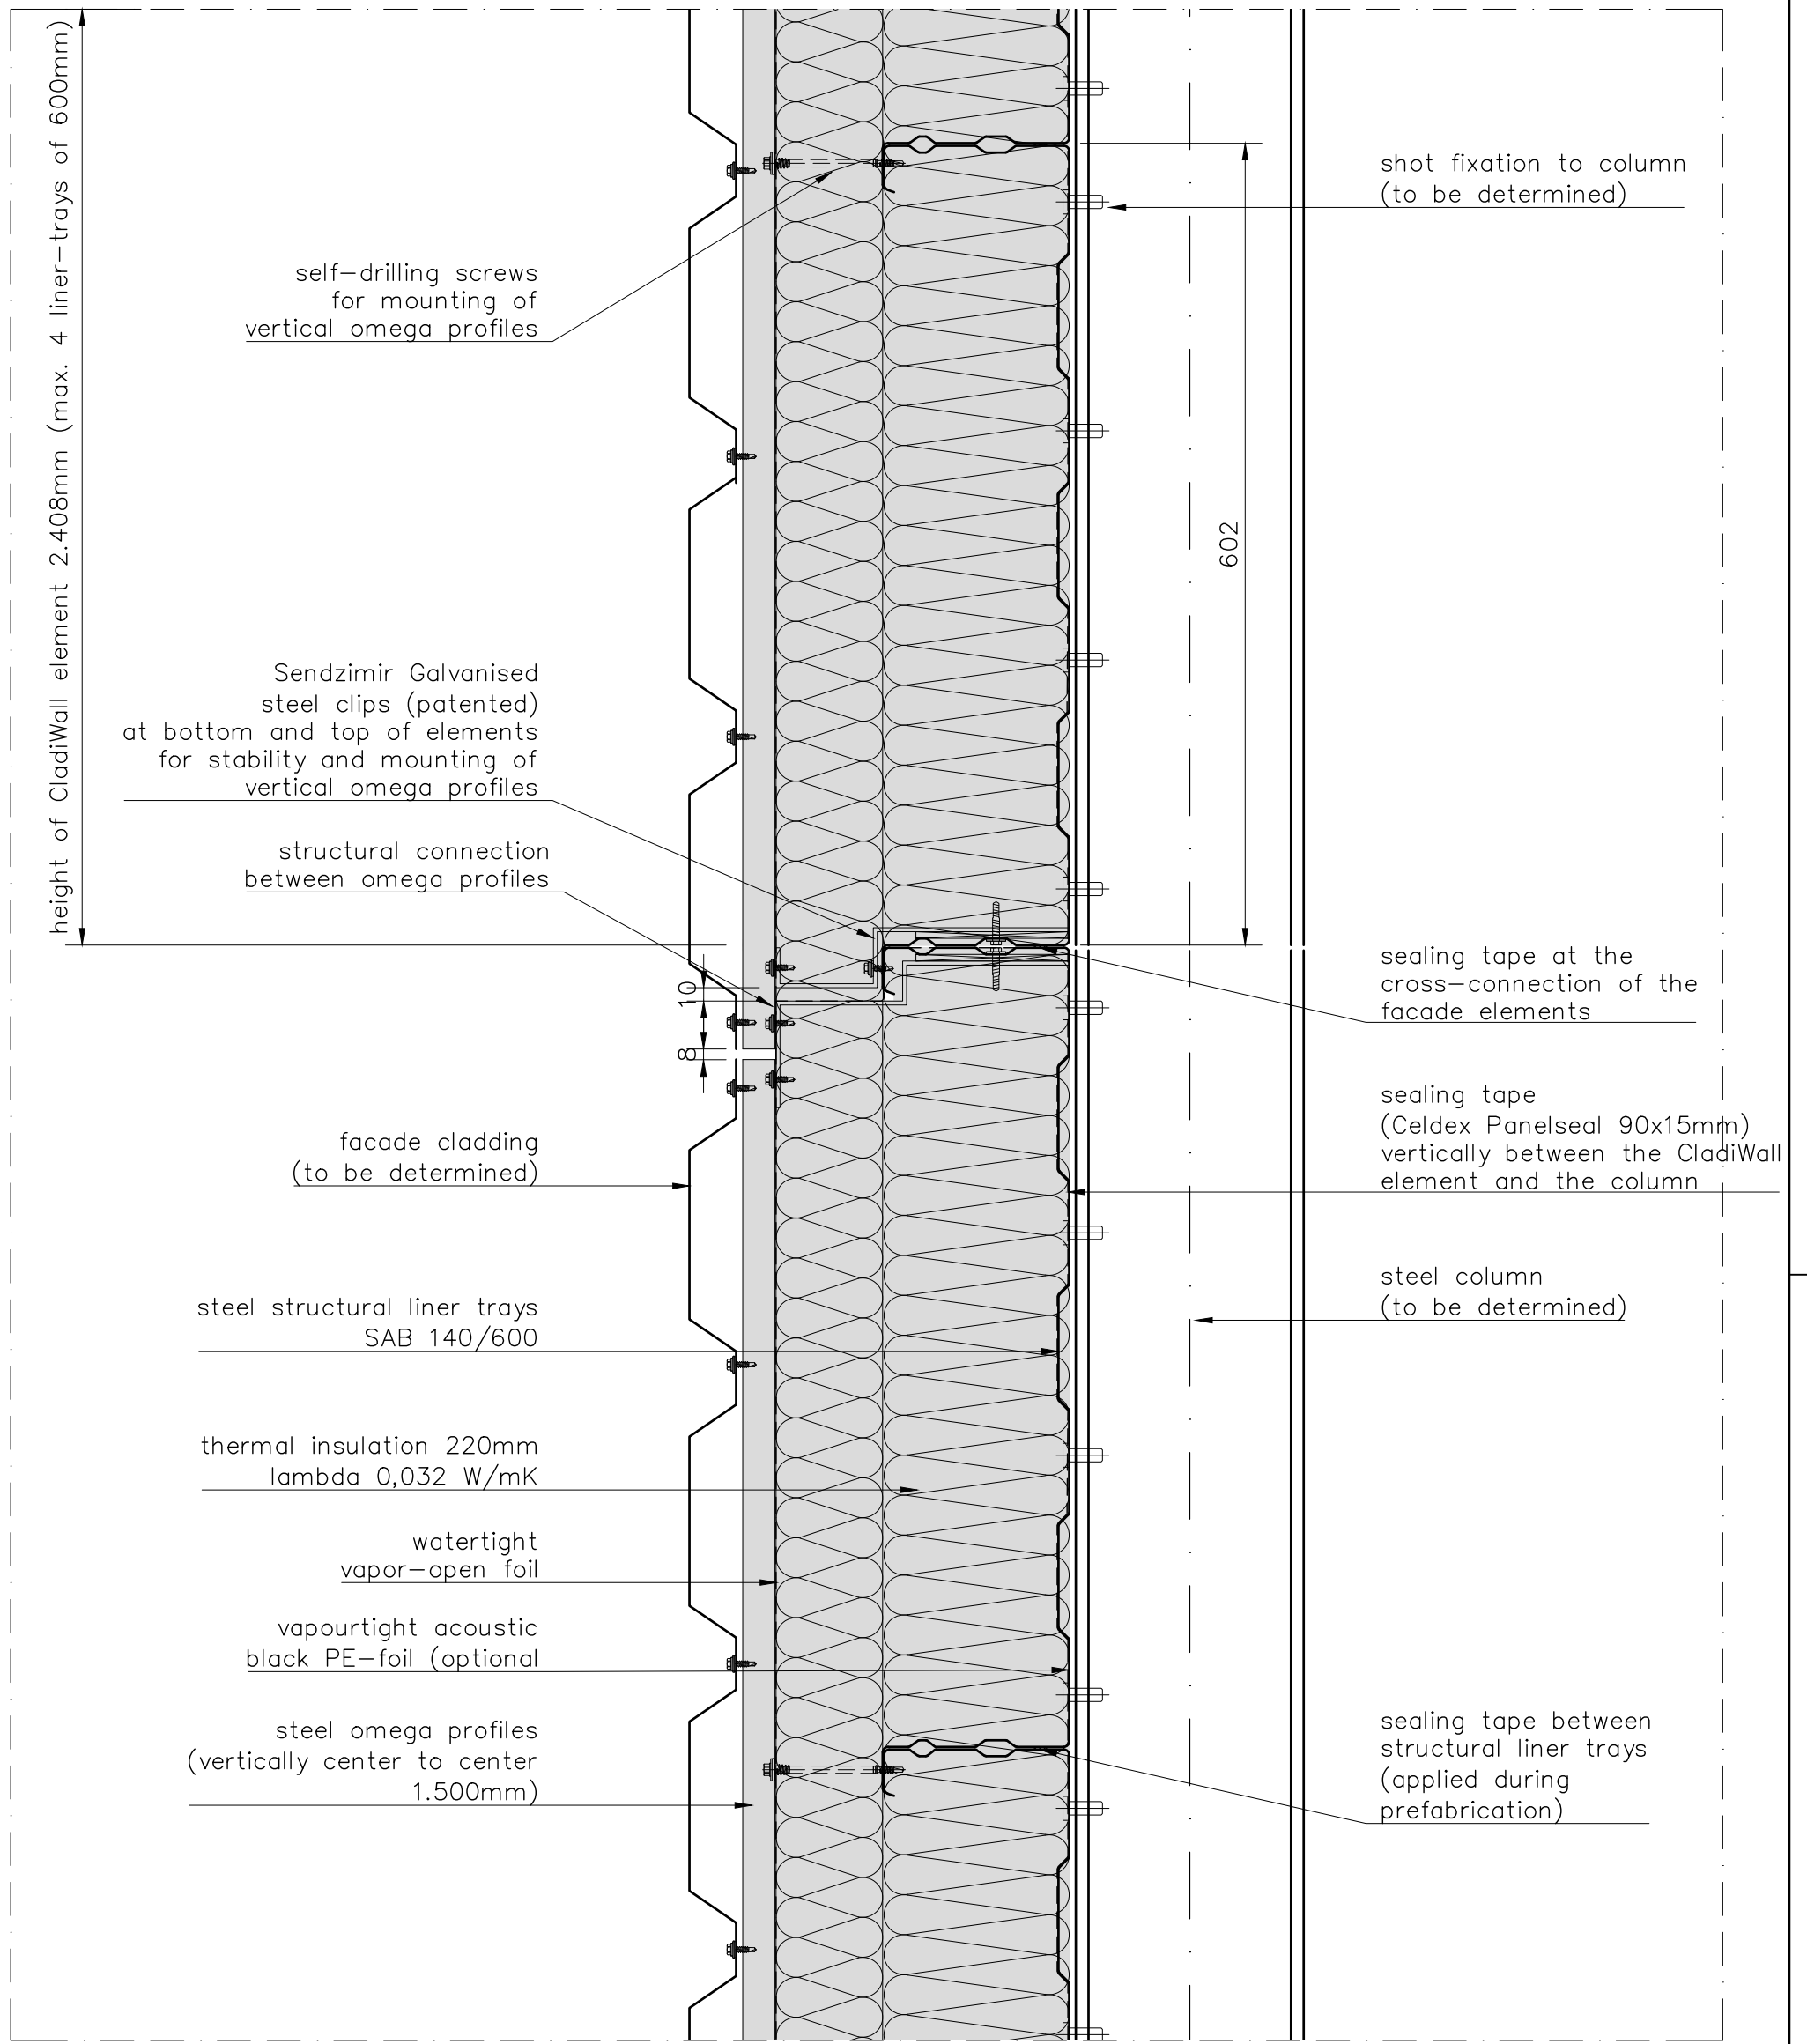 height of CladiWall element 2.408mm (max. 4 liner-trays of 600mm)
self-drilling screws
for mounting of
vertical omega profiles
Sendzimir Galvanised
steel clips (patented)
at bottom and top of elements
for stability and mounting of
vertical omega profiles
structural connection
between omega profiles
10
8
facade cladding
(to be determined)
steel structural liner trays
SAB 140/600
thermal insulation 220mm
lambda 0,032 W/mK
watertight
vapor-open foil
vapourtight acoustic
black PE-foil (optional
steel omega profiles
(vertically center to center
1.500mm)
602
shot fixation to column
(to be determined)
sealing tape at the
cross-connection of the
facade elements
sealing tape
(Celdex Panelseal 90x15mm)
vertically between the CladiWall
element and the column
steel column
(to be determined)
sealing tape between
structural liner trays
(applied during
prefabrication)